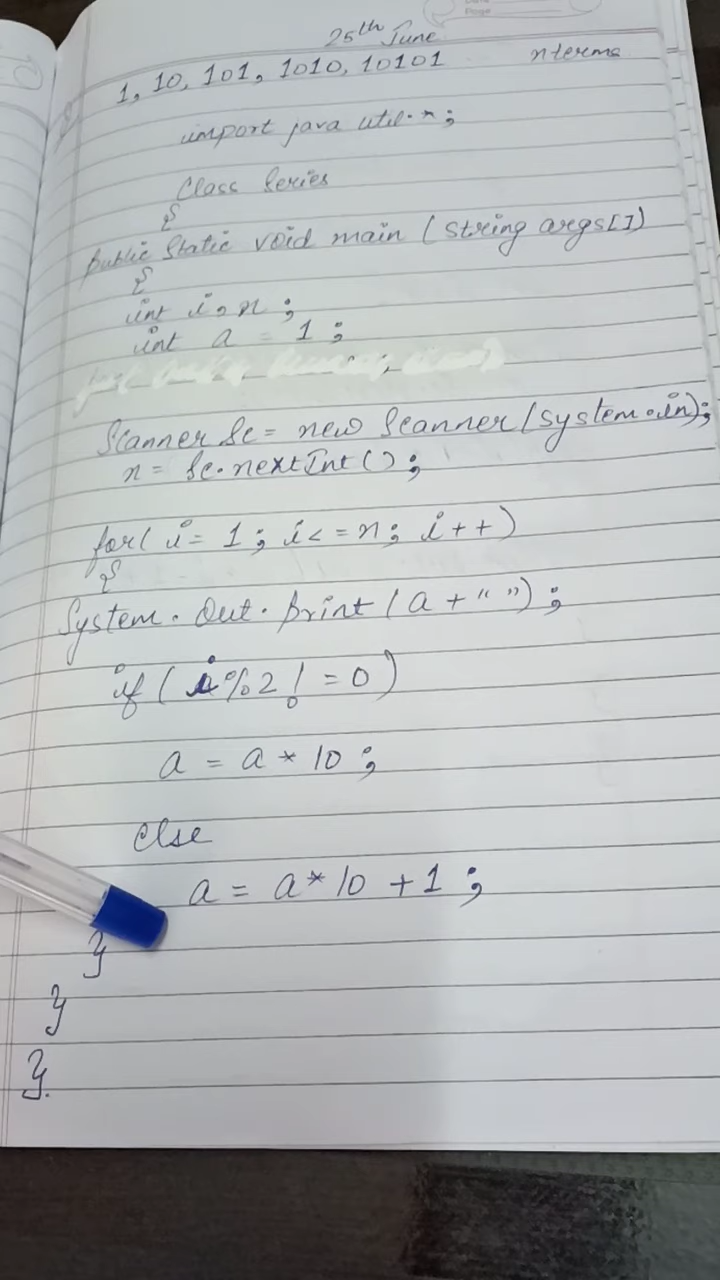 25th June
1, 10, 101, 1010, 10101 n terms
import java util.*;
Class Series
{
public static void main (string args[])
{
int i, n;
int a = 1;
Scanner Sc = new Scanner (System.in);
n = Sc.nextInt();
for( i = 1; i <= n; i++)
{
System.Out.print (a + " ");
if ( i%2 != 0)
a = a * 10;
else
a = a * 10 + 1;
}
}
}.